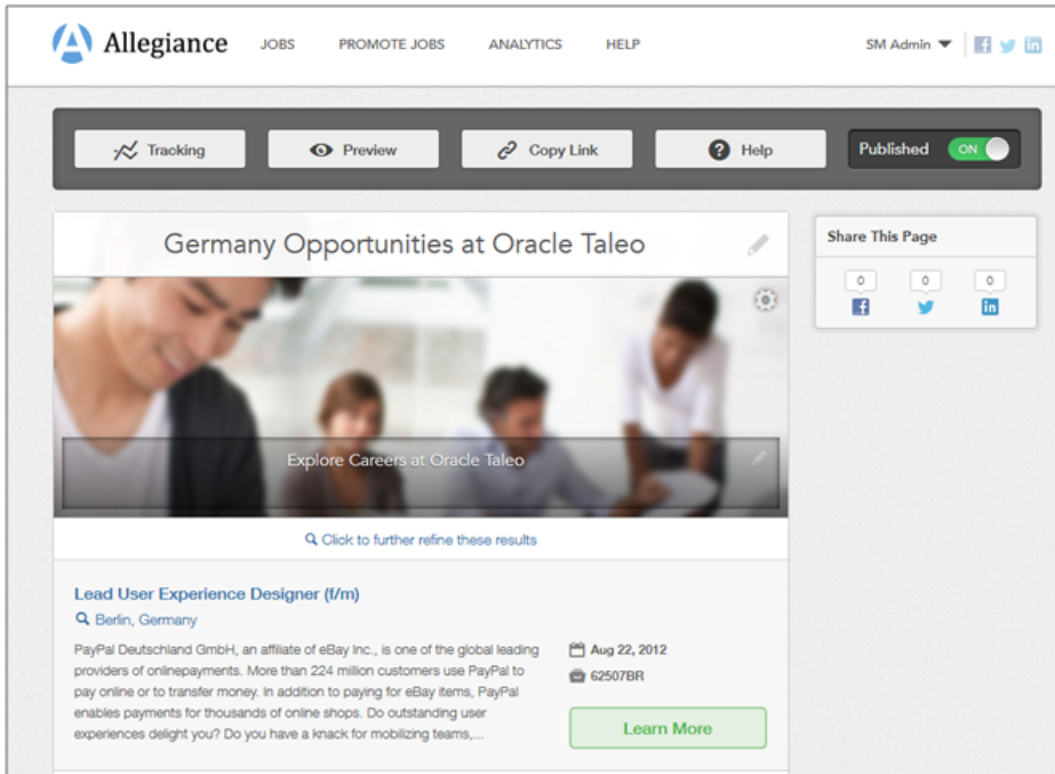 Allegiance JOBS PROMOTE JOBS ANALYTICS HELP SM Admin
Tracking Preview Copy Link Help Published ON
Germany Opportunities at Oracle Taleo
Share This Page
0 0 0
Explore Careers at Oracle Taleo
Click to further refine these results
Lead User Experience Designer (f/m)
Berlin, Germany
PayPal Deutschland GmbH, an affiliate of eBay Inc., is one of the global leading
providers of onlinepayments. More than 224 million customers use PayPal to
pay online or to transfer money. In addition to paying for eBay items, PayPal
enables payments for thousands of online shops. Do outstanding user
experiences delight you? Do you have a knack for mobilizing teams,...
Aug 22, 2012
62507BR
Learn More